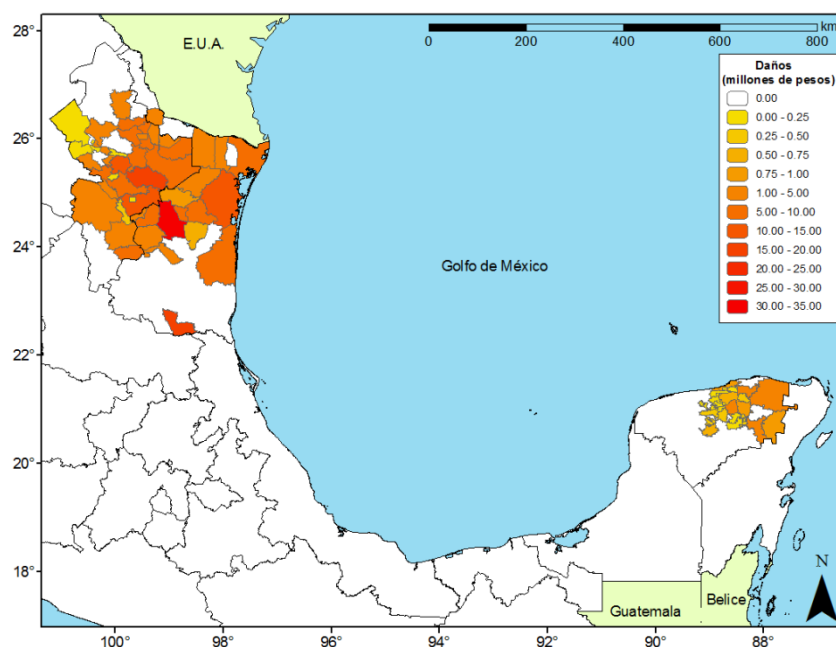 28°
26°
24°
22°
20°
18°
E.U.A.
km
0 200 400 600 800
Daños
(millones de pesos)
0.00
0.00 - 0.25
0.25 - 0.50
0.50 - 0.75
0.75 - 1.00
1.00 - 5.00
5.00 - 10.00
10.00 - 15.00
15.00 - 20.00
20.00 - 25.00
25.00 - 30.00
30.00 - 35.00
Golfo de México
N
Belice
Guatemala
100° 98° 96° 94° 92° 90° 88°